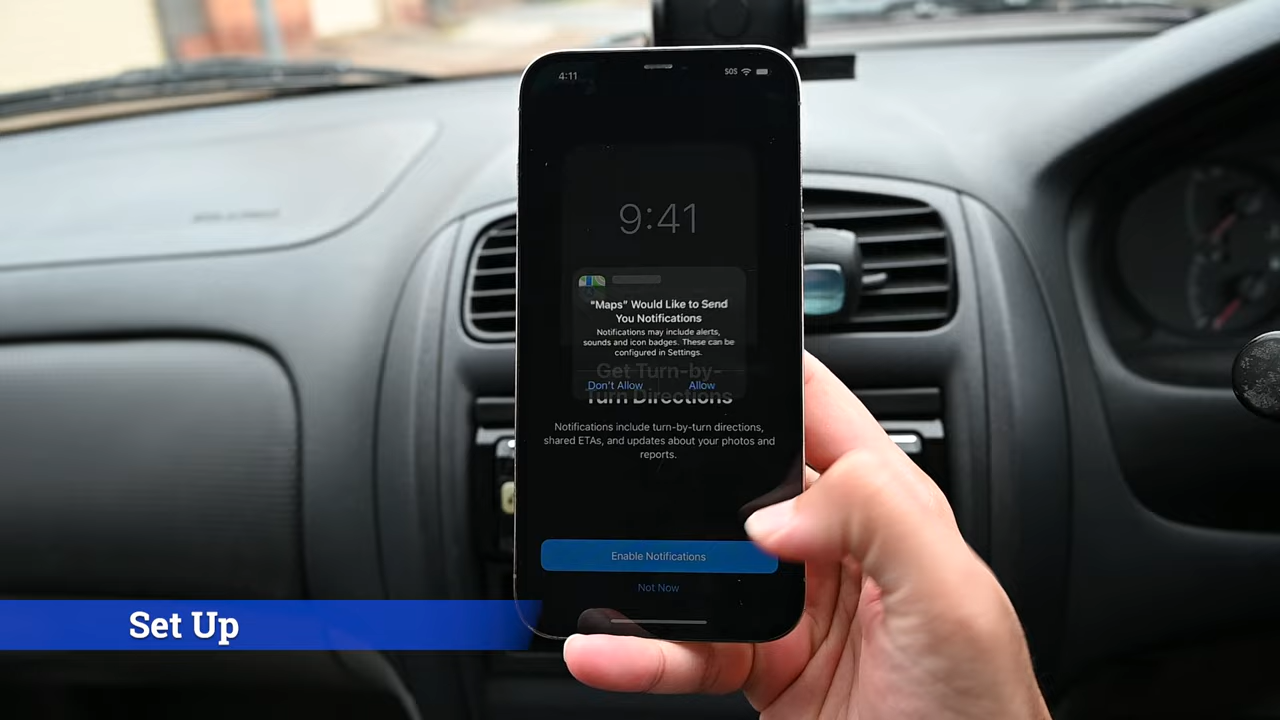 4:11
SOS
9:41
"Maps" Would Like to Send
You Notifications
Notifications may include alerts,
sounds and icon badges. These can be
configured in Settings.
Get Turn-by-
Don't Allow
Allow
Turn Directions
Notifications include turn-by-turn directions,
shared ETAs, and updates about your photos and
reports.
Enable Notifications
Not Now
Set Up